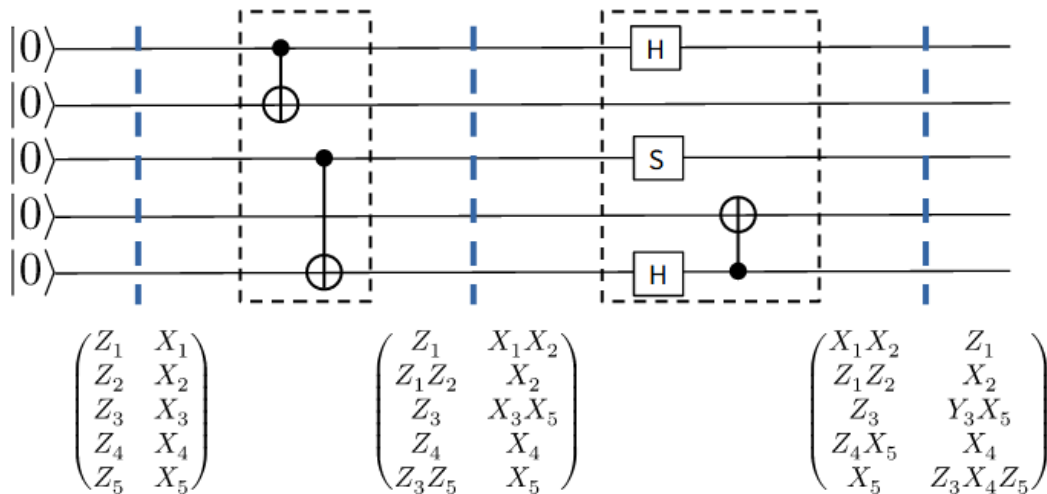 |0⟩ H
|0⟩
|0⟩ S
|0⟩
|0⟩ H
Z₁ X₁ Z₁ X₁X₂ X₁X₂ Z₁
Z₂ X₂ Z₁Z₂ X₂ Z₁Z₂ X₂
Z₃ X₃ Z₃ X₃X₅ Z₃ Y₃X₅
Z₄ X₄ Z₄ X₄ Z₄X₅ X₄
Z₅ X₅ Z₃Z₅ X₅ X₅ Z₃X₄Z₅